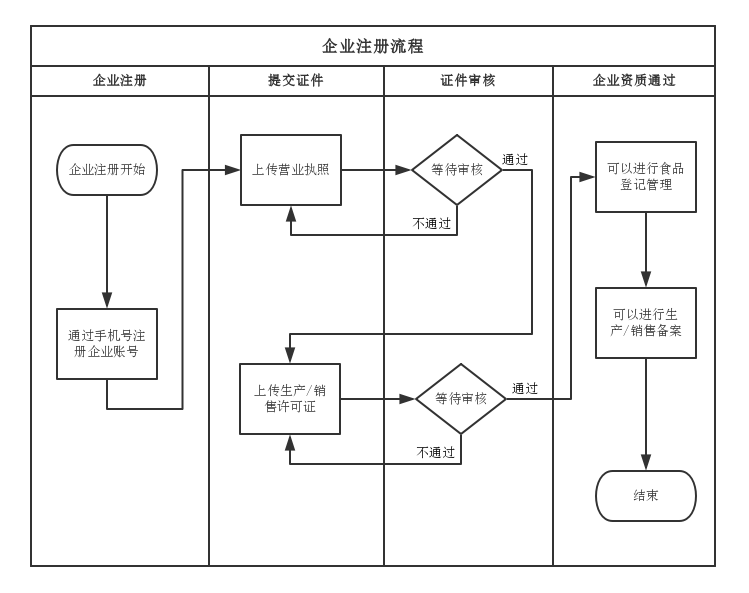 企业注册流程
企业注册
提交证件
证件审核
企业资质通过
企业注册开始
上传营业执照
等待审核
通过
不通过
可以进行食品
登记管理
通过手机号注
册企业账号
可以进行生
产/销售备案
上传生产/销
售许可证
等待审核
通过
不通过
结束